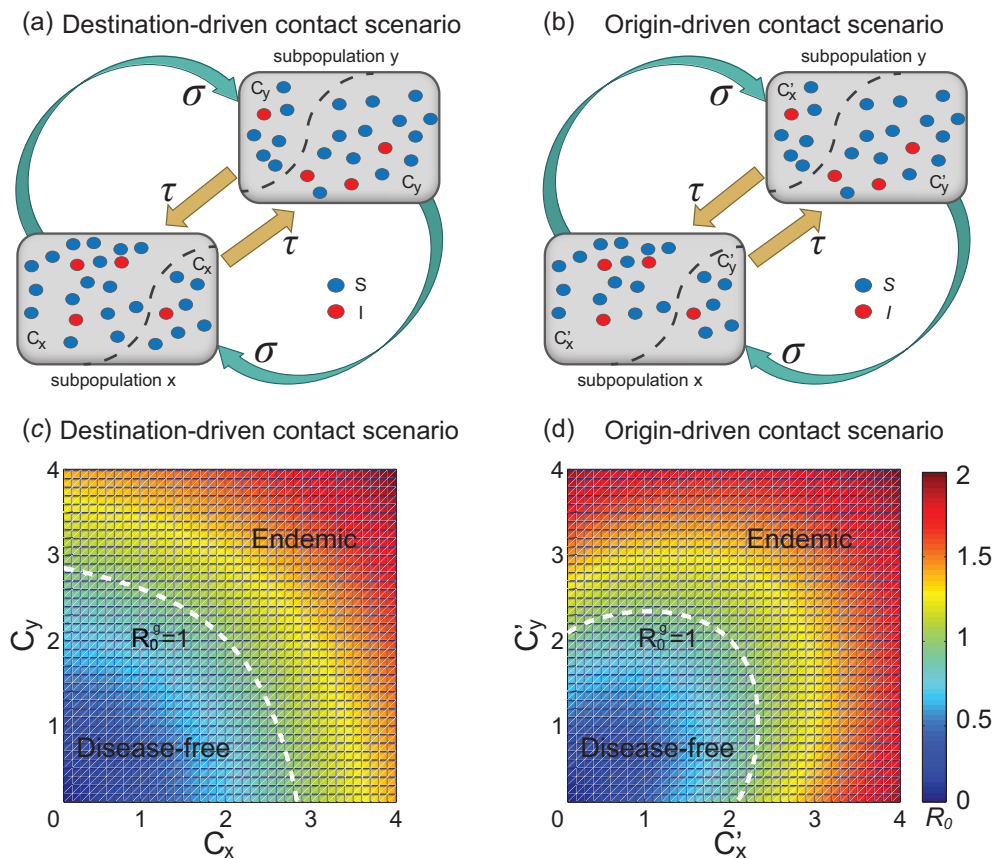 (a) Destination-driven contact scenario
subpopulation y
C_y
σ
C_y
τ
τ
C_x
S
I
C_x
σ
subpopulation x
(b) Origin-driven contact scenario
subpopulation y
C'_x
σ
C'_y
τ
τ
C'_y
S
I
C'_x
σ
subpopulation x
(c) Destination-driven contact scenario
4
3
2
1
0
1
2
3
4
C_y
C_x
Endemic
R_0^g=1
Disease-free
(d) Origin-driven contact scenario
4
3
2
1
0
1
2
3
4
C'_y
C'_x
Endemic
R_0^g=1
Disease-free
2
1.5
1
0.5
0
R_0